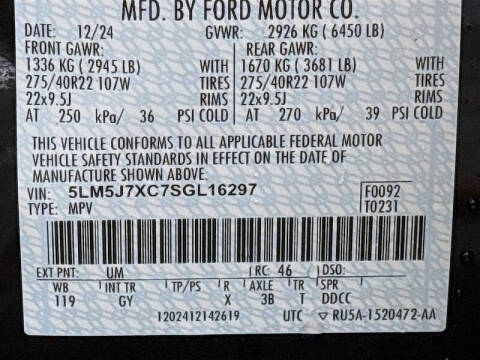 MFD. BY FORD MOTOR CO.
DATE: 12/24 GVWR: 2926 KG ( 6450 LB)
FRONT GAWR: REAR GAWR:
1336 KG ( 2945 LB) WITH 1670 KG ( 3681 LB) WITH
275/40R22 107W TIRES 275/40R22 107W TIRES
22x9.5J RIMS 22x9.5J RIMS
AT 250 kPa/ 36 PSI COLD AT 270 kPa/ 39 PSI COLD
THIS VEHICLE CONFORMS TO ALL APPLICABLE FEDERAL MOTOR
VEHICLE SAFETY STANDARDS IN EFFECT ON THE DATE OF
MANUFACTURE SHOWN ABOVE.
VIN: 5LM5J7XC7SGL16297 F0092
TYPE: MPV T0231
EXT PNT: UM RC: 46 DSO:
WB TP/PS R AXLE TR SPR
119 GY X 3B T DDCC
1202412142619 UTC ▽ RU5A-1520472-AA